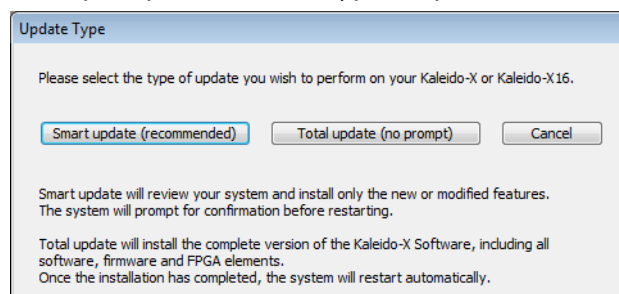 Update Type
Please select the type of update you wish to perform on your Kaleido-X or Kaleido-X16.
Smart update (recommended) Total update (no prompt) Cancel
Smart update will review your system and install only the new or modified features.
The system will prompt for confirmation before restarting.
Total update will install the complete version of the Kaleido-X Software, including all
software, firmware and FPGA elements.
Once the installation has completed, the system will restart automatically.